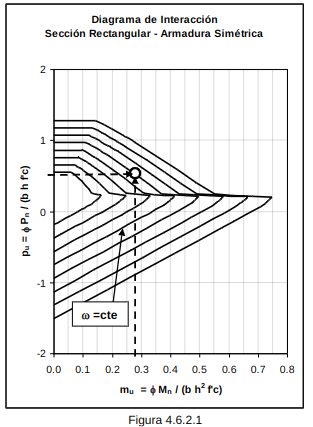 Diagrama de Interacción
Sección Rectangular - Armadura Simétrica
2
1
0
-1
-2
pu = ϕ Pn / (b h f'c)
ω =cte
0.0 0.1 0.2 0.3 0.4 0.5 0.6 0.7 0.8
mu = ϕ Mn / (b h² f'c)
Figura 4.6.2.1